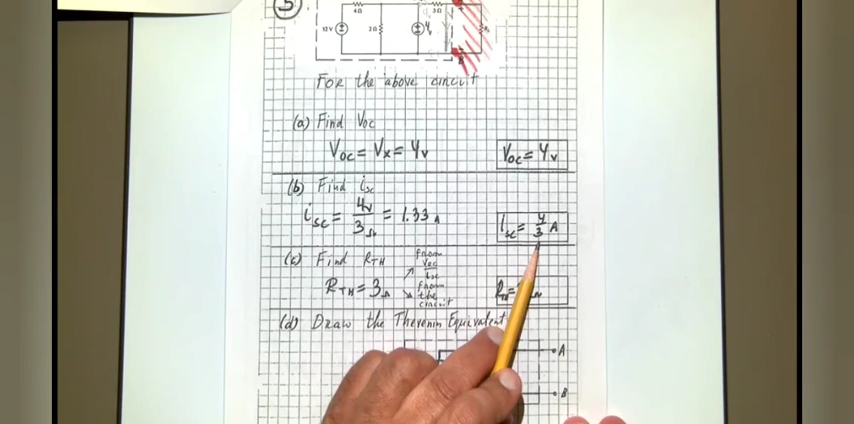 5
4Ω
3Ω
12V
2Ω
4V
For the above circuit
(a) Find Voc
Voc = Vx = 4v
Voc = 4v
(b) Find isc
isc = 4v/3Ω = 1.33 A
Isc = 4/3 A
(c) Find RTH
from Voc/isc
RTH = 3Ω
from the circuit
(d) Draw the Thevenin Equivalent
A
B